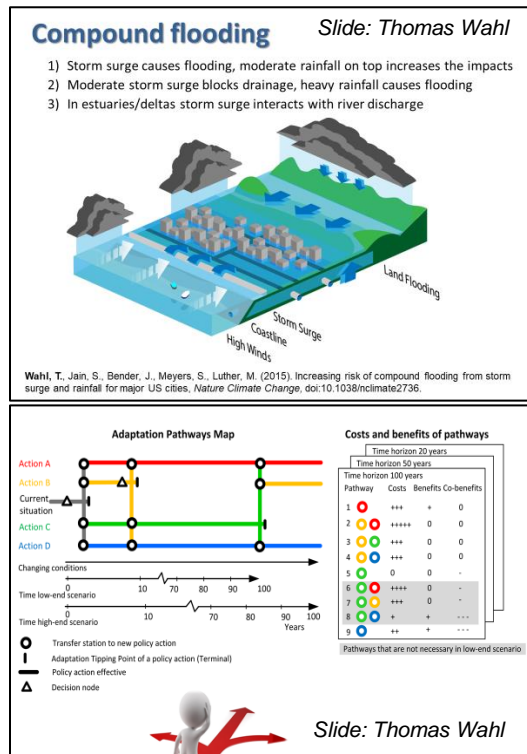 Compound flooding
Slide: Thomas Wahl
1) Storm surge causes flooding, moderate rainfall on top increases the impacts
2) Moderate storm surge blocks drainage, heavy rainfall causes flooding
3) In estuaries/deltas storm surge interacts with river discharge
Land Flooding
Storm Surge
Coastline
High Winds
Wahl, T., Jain, S., Bender, J., Meyers, S., Luther, M. (2015). Increasing risk of compound flooding from storm
surge and rainfall for major US cities, Nature Climate Change, doi:10.1038/nclimate2736.
Adaptation Pathways Map
Action A
Action B
Current
situation
Action C
Action D
Changing conditions
0 10 70 80 90 100
Time low-end scenario
0 10 70 80 90 100
Time high-end scenario
Years
Transfer station to new policy action
Adaptation Tipping Point of a policy action (Terminal)
Policy action effective
Decision node
Costs and benefits of pathways
Time horizon 20 years
Time horizon 50 years
Time horizon 100 years
Pathway Costs Benefits Co-benefits
1 +++ + 0
2 +++++ 0 0
3 +++ 0 0
4 +++ 0 0
5 0 0 -
6 ++++ 0 -
7 +++ 0 -
8 + + - - -
9 ++ + - - -
Pathways that are not necessary in low-end scenario
Slide: Thomas Wahl